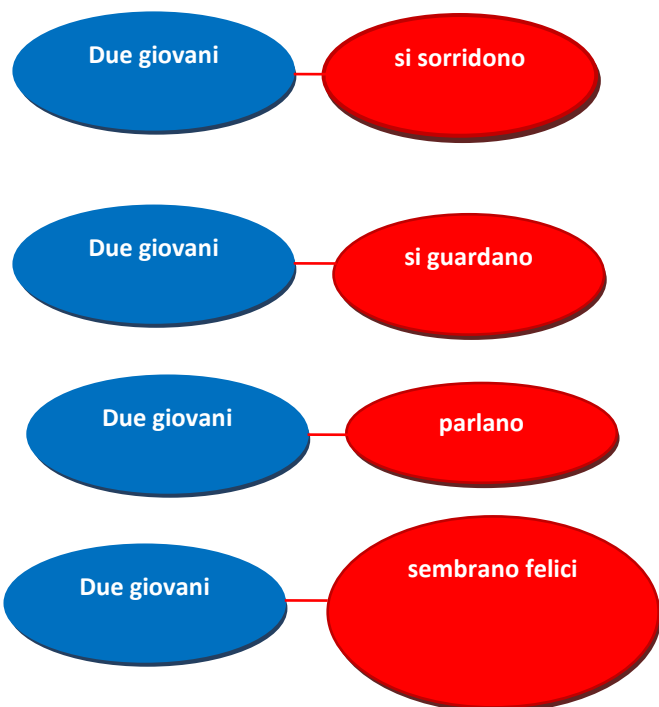 Due giovani si sorridono
Due giovani si guardano
Due giovani parlano
Due giovani sembrano felici